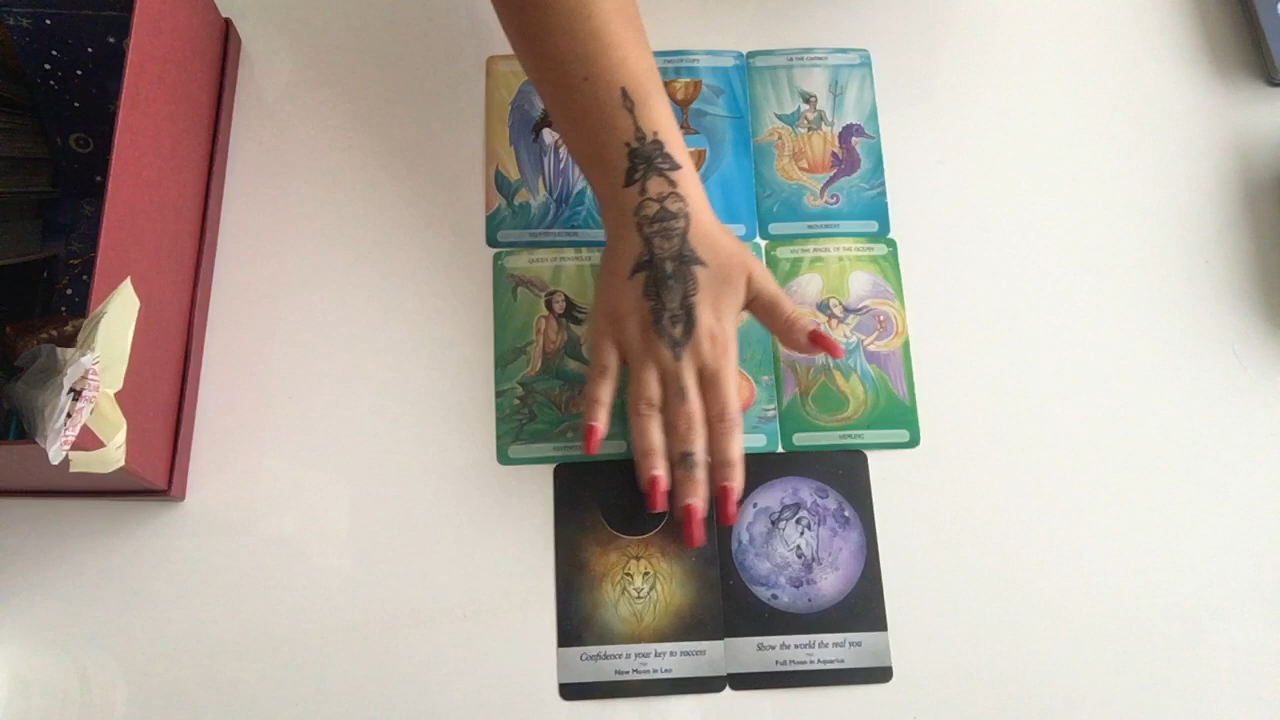 TWO OF CUPS
VII THE CHARIOT
MOVEMENT
QUEEN OF PENTACLES
XIV THE ANGEL OF THE OCEAN
HEALING
Confidence is your key to success
New Moon in Leo
Show the world the real you
Full Moon in Aquarius